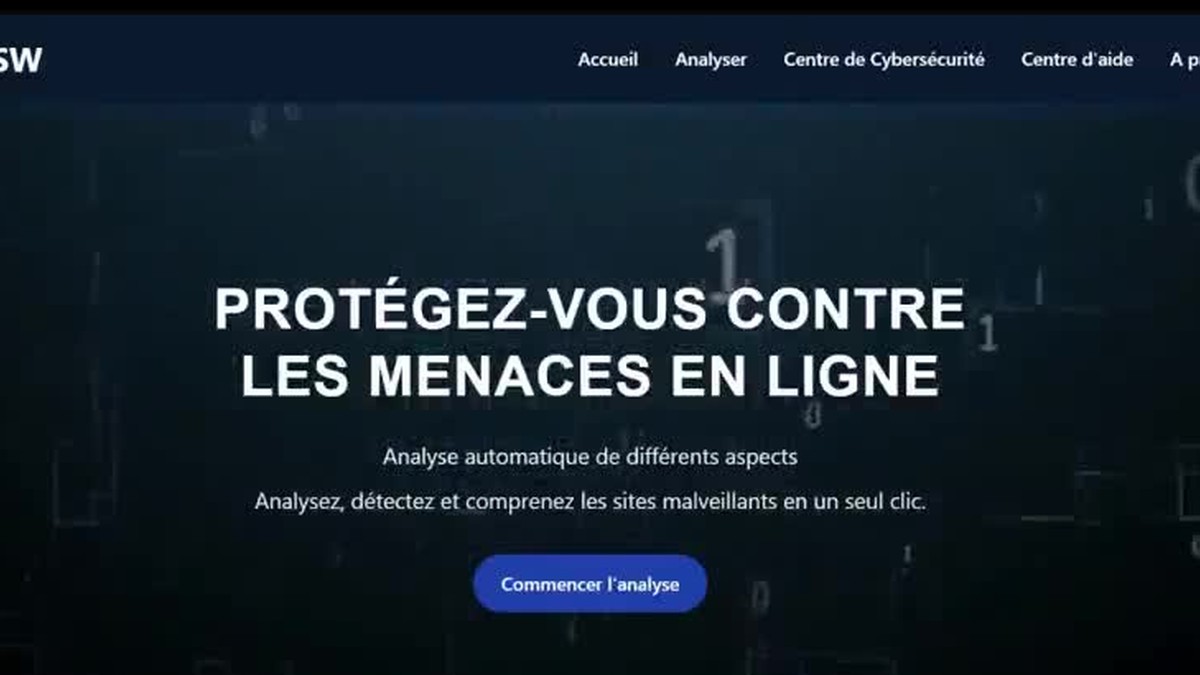 SW
Accueil Analyser Centre de Cybersécurité Centre d'aide A p
PROTÉGEZ-VOUS CONTRE
LES MENACES EN LIGNE
Analyse automatique de différents aspects
Analysez, détectez et comprenez les sites malveillants en un seul clic.
Commencer l'analyse